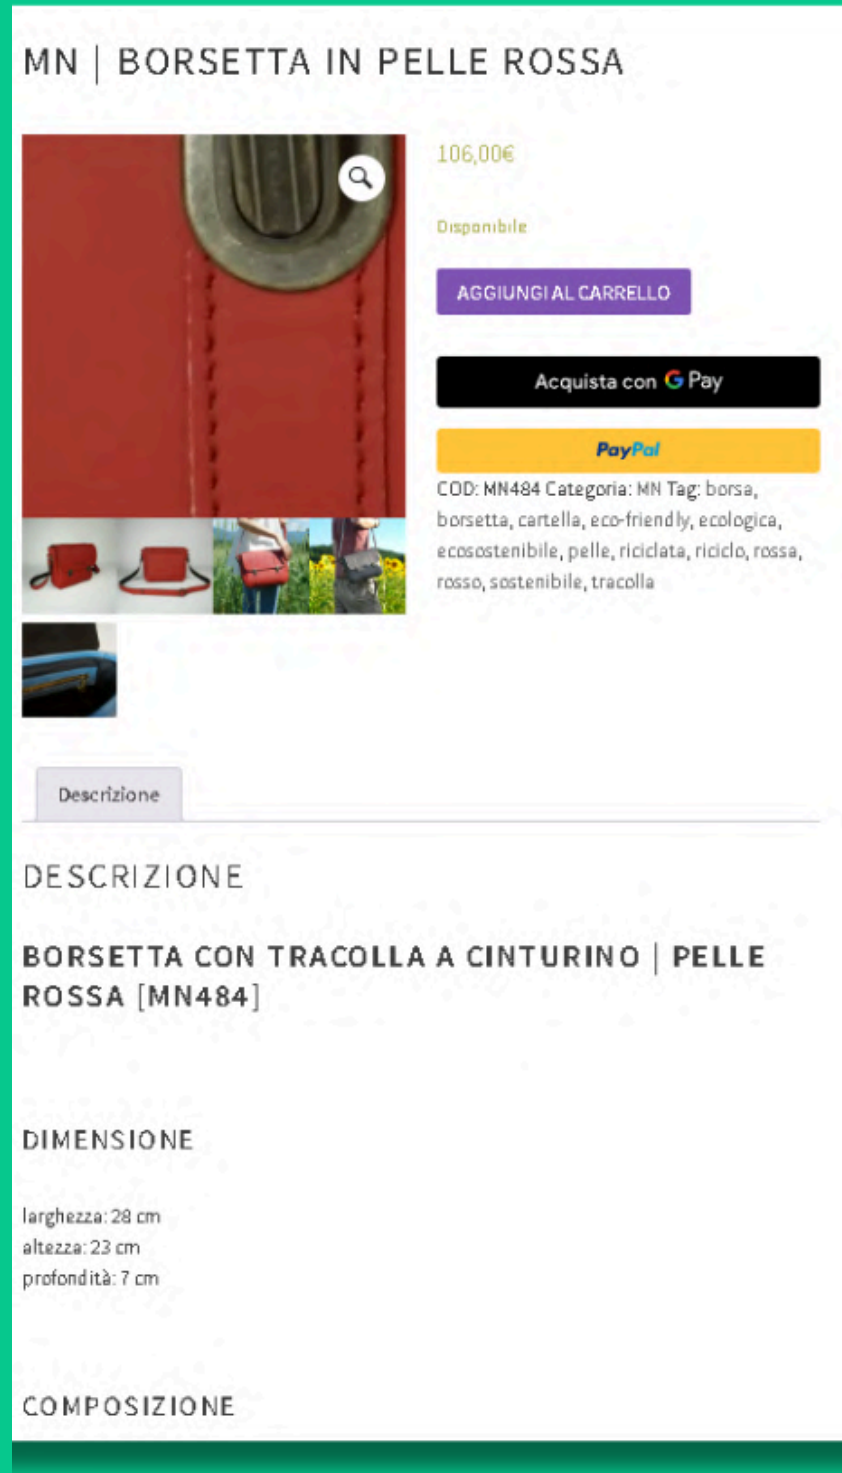 MN | BORSETTA IN PELLE ROSSA
106,00€
Disponibile
AGGIUNGI AL CARRELLO
Acquista con G Pay
PayPal
COD: MN484 Categoria: MN Tag: borsa,
borsetta, cartella, eco-friendly, ecologica,
ecosostenibile, pelle, riciclata, riciclo, rossa,
rosso, sostenibile, tracolla
Descrizione
DESCRIZIONE
BORSETTA CON TRACOLLA A CINTURINO | PELLE
ROSSA [MN484]
DIMENSIONE
larghezza: 28 cm
altezza: 23 cm
profondità: 7 cm
COMPOSIZIONE